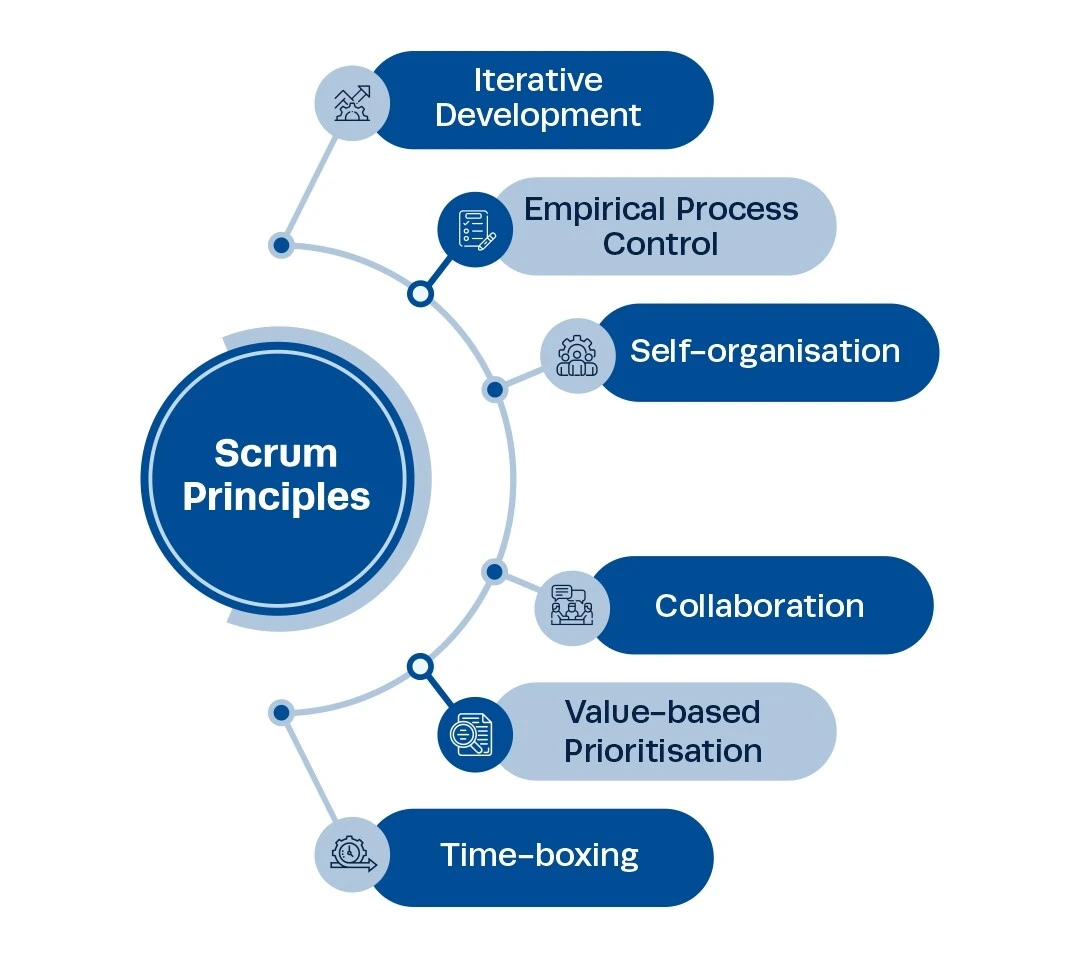 Iterative
Development
Empirical Process
Control
Self-organisation
Scrum
Principles
Collaboration
Value-based
Prioritisation
Time-boxing